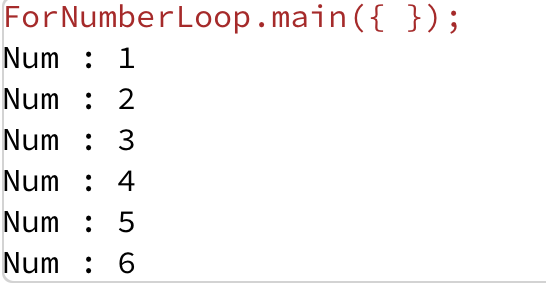 ForNumberLoop.main({ });
Num : 1
Num : 2
Num : 3
Num : 4
Num : 5
Num : 6